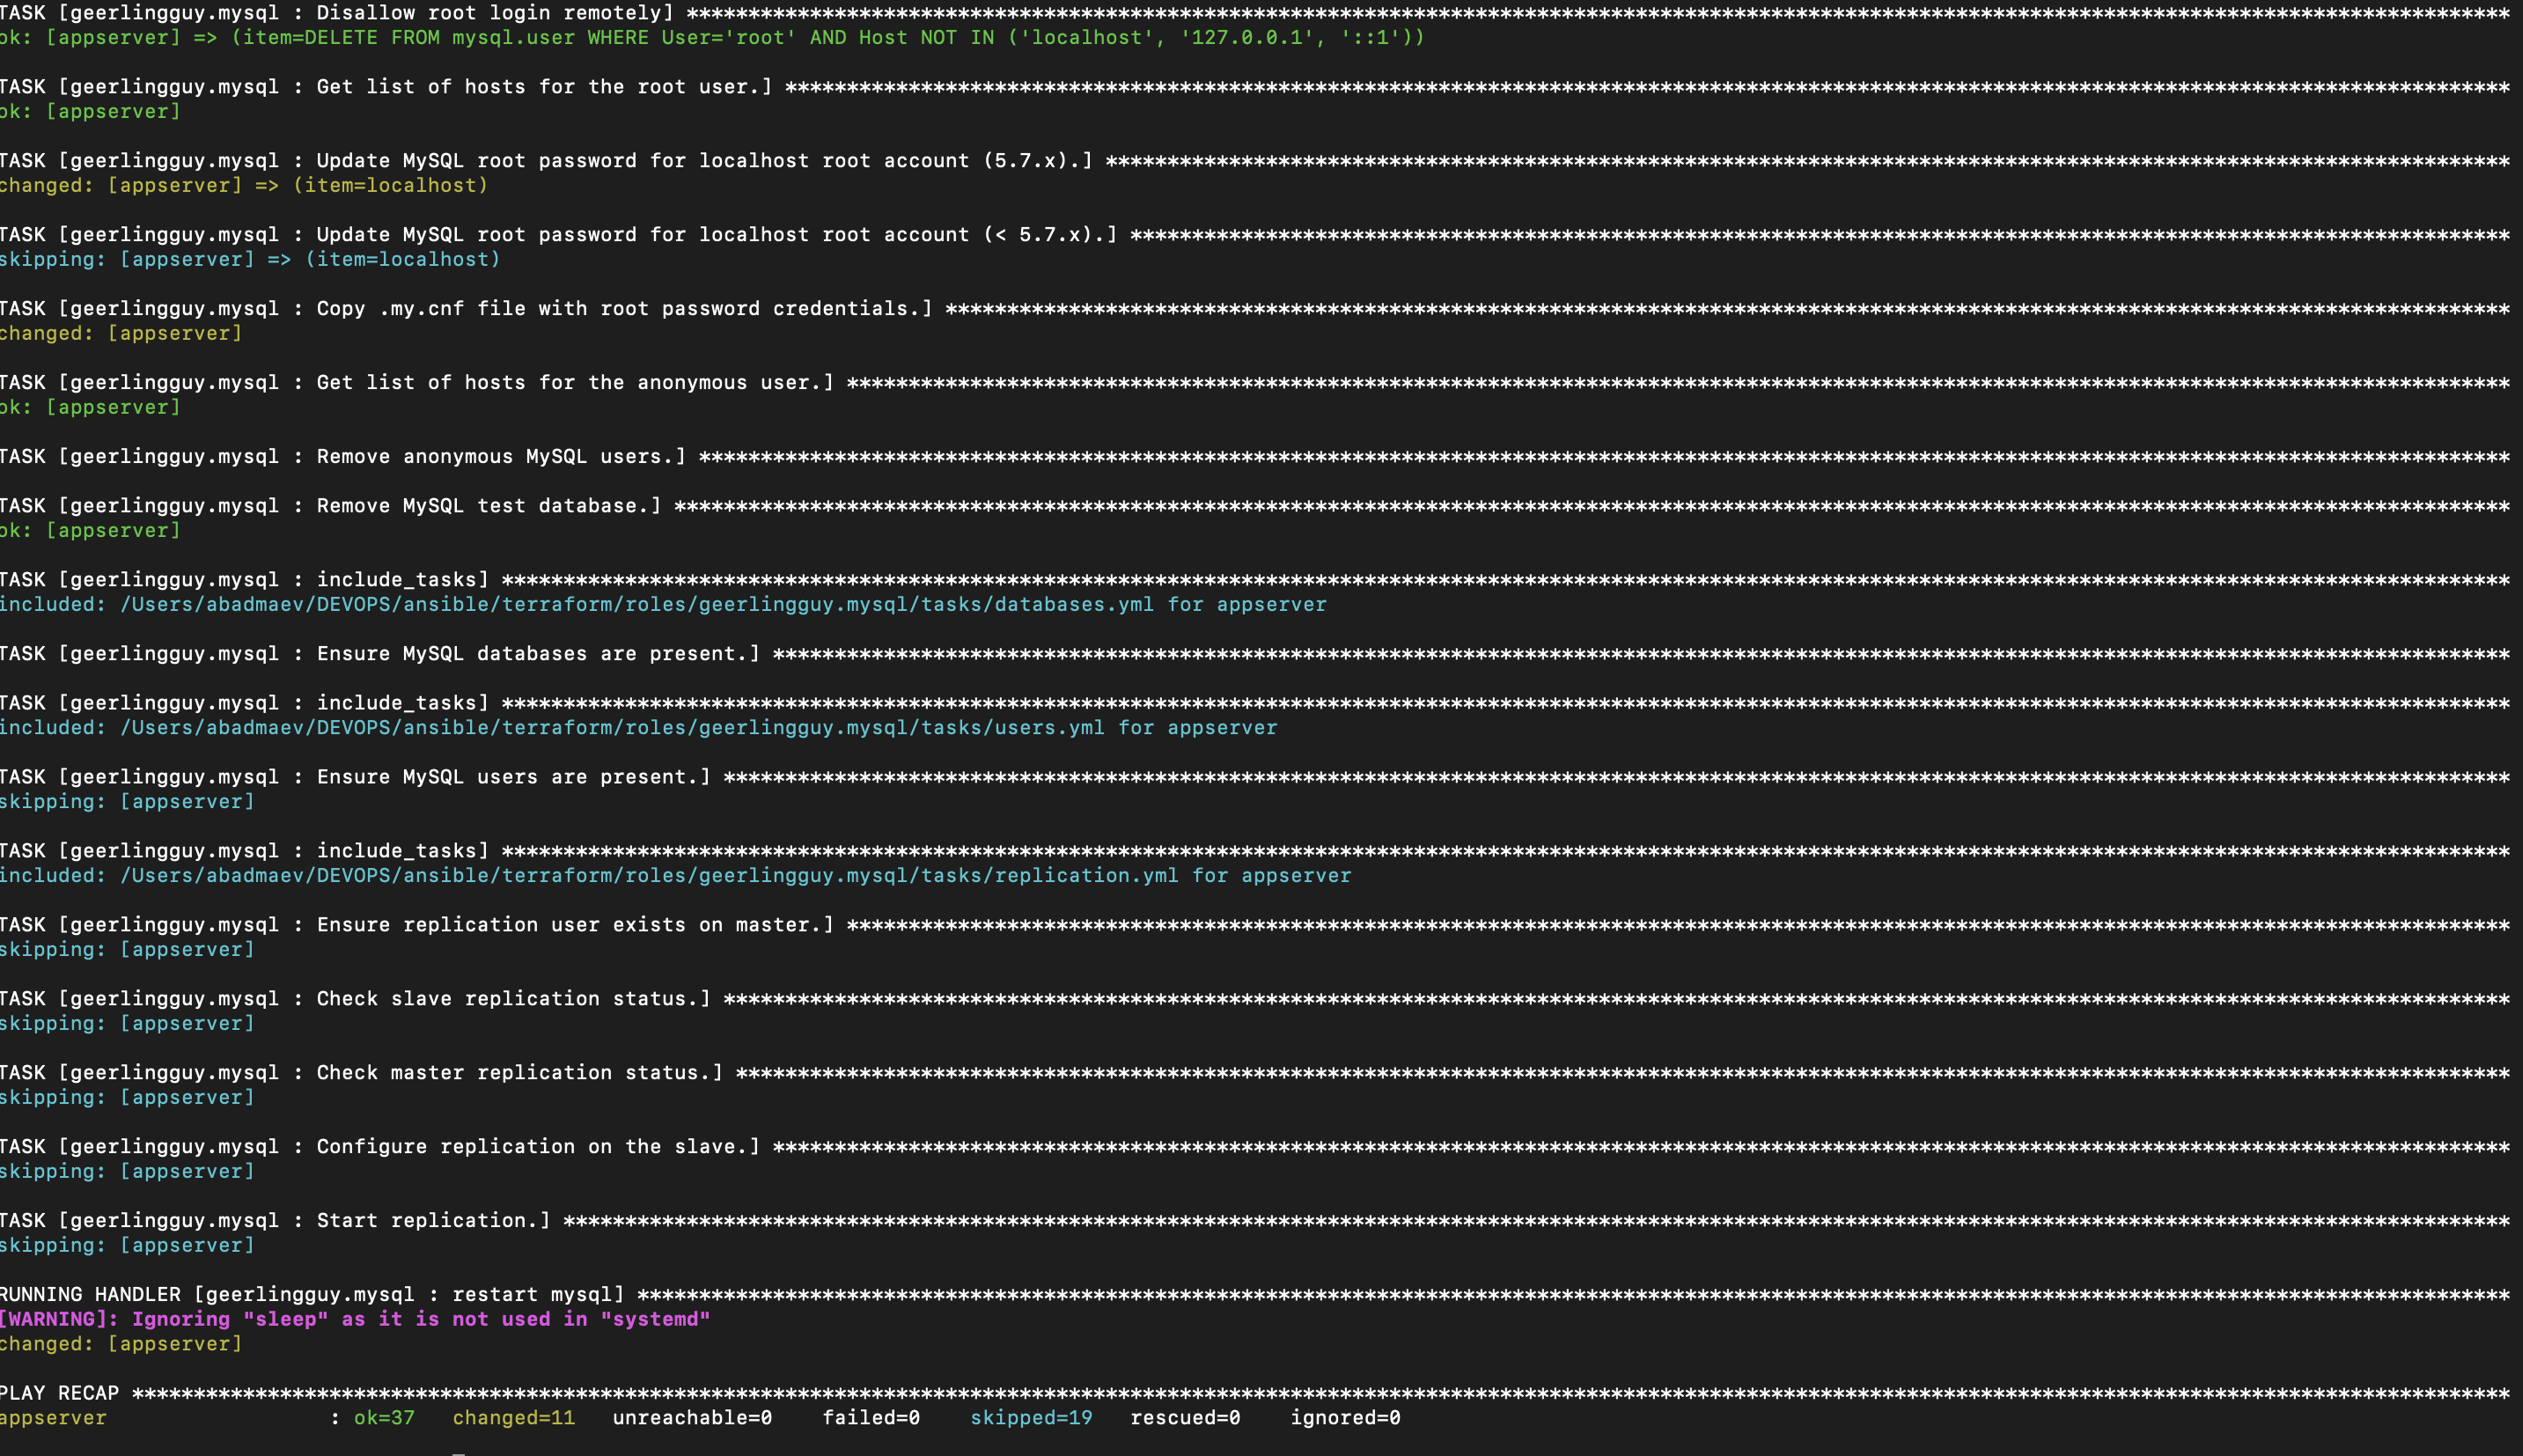 TASK [geerlingguy.mysql : Disallow root login remotely] ****************************************************************************************************************************************************
ok: [appserver] => (item=DELETE FROM mysql.user WHERE User='root' AND Host NOT IN ('localhost', '127.0.0.1', '::1'))
TASK [geerlingguy.mysql : Get list of hosts for the root user.] ********************************************************************************************************************************************
ok: [appserver]
TASK [geerlingguy.mysql : Update MySQL root password for localhost root account (5.7.x).] ******************************************************************************************************************
changed: [appserver] => (item=localhost)
TASK [geerlingguy.mysql : Update MySQL root password for localhost root account (< 5.7.x).] ****************************************************************************************************************
skipping: [appserver] => (item=localhost)
TASK [geerlingguy.mysql : Copy .my.cnf file with root password credentials.] *******************************************************************************************************************************
changed: [appserver]
TASK [geerlingguy.mysql : Get list of hosts for the anonymous user.] ***************************************************************************************************************************************
ok: [appserver]
TASK [geerlingguy.mysql : Remove anonymous MySQL users.] ***************************************************************************************************************************************************
TASK [geerlingguy.mysql : Remove MySQL test database.] *****************************************************************************************************************************************************
ok: [appserver]
TASK [geerlingguy.mysql : include_tasks] *******************************************************************************************************************************************************************
included: /Users/abadmaev/DEVOPS/ansible/terraform/roles/geerlingguy.mysql/tasks/databases.yml for appserver
TASK [geerlingguy.mysql : Ensure MySQL databases are present.] *********************************************************************************************************************************************
TASK [geerlingguy.mysql : include_tasks] *******************************************************************************************************************************************************************
included: /Users/abadmaev/DEVOPS/ansible/terraform/roles/geerlingguy.mysql/tasks/users.yml for appserver
TASK [geerlingguy.mysql : Ensure MySQL users are present.] *************************************************************************************************************************************************
skipping: [appserver]
TASK [geerlingguy.mysql : include_tasks] *******************************************************************************************************************************************************************
included: /Users/abadmaev/DEVOPS/ansible/terraform/roles/geerlingguy.mysql/tasks/replication.yml for appserver
TASK [geerlingguy.mysql : Ensure replication user exists on master.] ***************************************************************************************************************************************
skipping: [appserver]
TASK [geerlingguy.mysql : Check slave replication status.] *************************************************************************************************************************************************
skipping: [appserver]
TASK [geerlingguy.mysql : Check master replication status.] ************************************************************************************************************************************************
skipping: [appserver]
TASK [geerlingguy.mysql : Configure replication on the slave.] *********************************************************************************************************************************************
skipping: [appserver]
TASK [geerlingguy.mysql : Start replication.] **************************************************************************************************************************************************************
skipping: [appserver]
RUNNING HANDLER [geerlingguy.mysql : restart mysql] ********************************************************************************************************************************************************
[WARNING]: Ignoring "sleep" as it is not used in "systemd"
changed: [appserver]
PLAY RECAP *************************************************************************************************************************************************************************************************
appserver : ok=37 changed=11 unreachable=0 failed=0 skipped=19 rescued=0 ignored=0